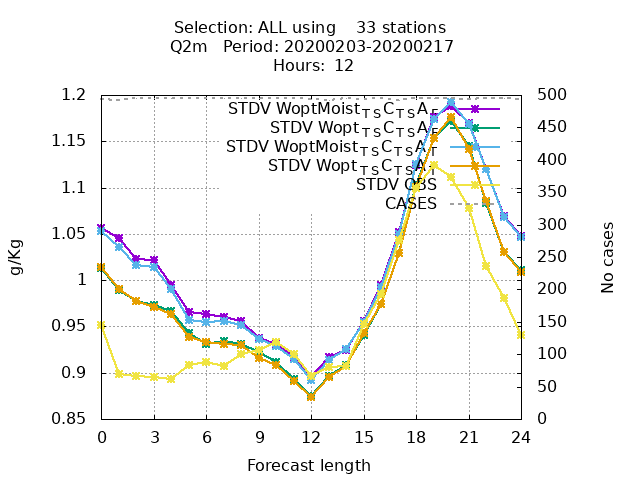 Selection: ALL using    33 stations
Q2m   Period: 20200203-20200217
Hours: 12
g/Kg
No cases
1.2
1.15
1.1
1.05
1
0.95
0.9
0.85
500
450
400
350
300
250
200
150
100
50
0
STDV WoptMoistTSCTSAF
STDV WoptTSCTSAF
STDV WoptMoistTSCTSAT
STDV WoptTSCTSAT
STDV OBS
CASES
0 3 6 9 12 15 18 21 24
Forecast length